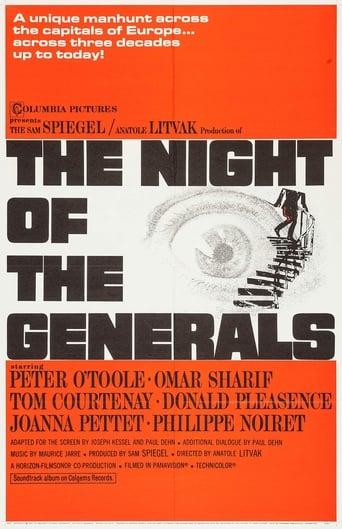 A unique manhunt across
the capitals of Europe...
across three decades
up to today!
COLUMBIA PICTURES
presents
THE SAM SPIEGEL/ANATOLE LITVAK Production of
THE NIGHT
OF
THE
GENERALS
starring
PETER O'TOOLE · OMAR SHARIF
TOM COURTENAY · DONALD PLEASENCE
JOANNA PETTET · PHILIPPE NOIRET
ADAPTED FOR THE SCREEN BY JOSEPH KESSEL AND PAUL DEHN • ADDITIONAL DIALOGUE BY PAUL DEHN
MUSIC BY MAURICE JARRE • PRODUCED BY SAM SPIEGEL • DIRECTED BY ANATOLE LITVAK
A HORIZON-FILMSONOR CO-PRODUCTION • FILMED IN PANAVISION® • TECHNICOLOR®
Soundtrack album on Colgems Records.